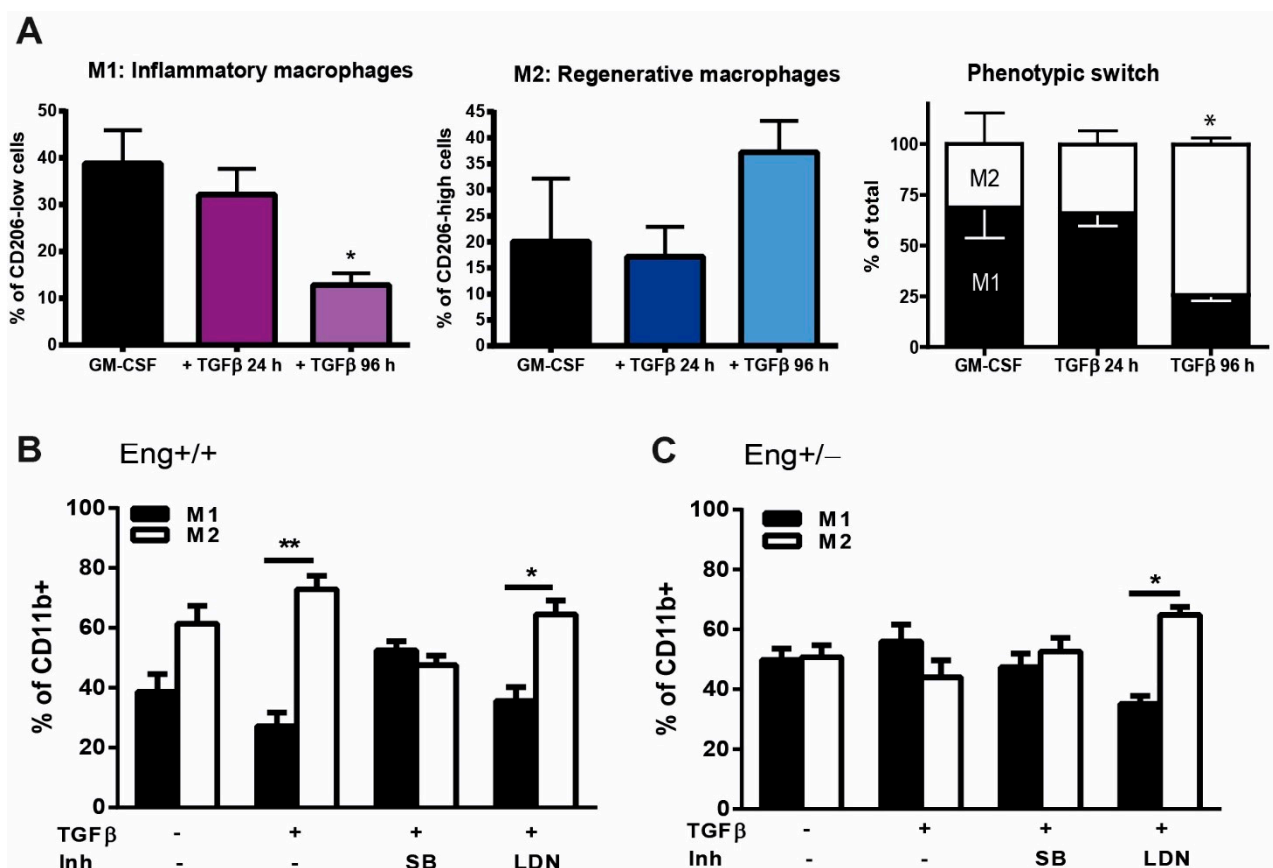 A
M1: Inflammatory macrophages
% of CD206-low cells
50
40
30
20
10
0
*
GM-CSF + TGFβ 24 h + TGFβ 96 h
M2: Regenerative macrophages
% of CD206-high cells
45
40
35
30
25
20
15
10
5
0
GM-CSF + TGFβ 24 h + TGFβ 96 h
Phenotypic switch
% of total
100
75
50
25
0
M2
M1
*
GM-CSF TGFβ 24 h TGFβ 96 h
B Eng+/+
% of CD11b+
100
80
60
40
20
0
M1
M2
**
*
TGFβ - + + +
Inh - - SB LDN
C Eng+/–
% of CD11b+
100
80
60
40
20
0
M1
M2
*
TGFβ - + + +
Inh - - SB LDN